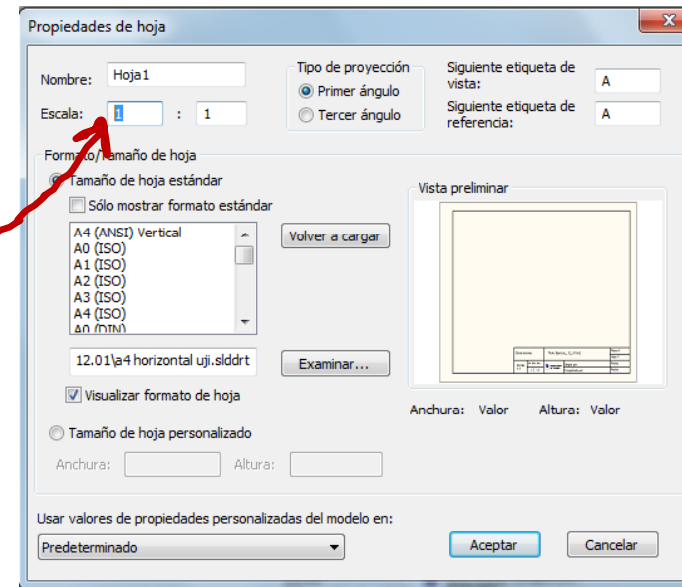 Propiedades de hoja
Nombre: Hoja1
Escala: 1 : 1
Tipo de proyección
Primer ángulo
Tercer ángulo
Siguiente etiqueta de vista: A
Siguiente etiqueta de referencia: A
Formato/Tamaño de hoja
Tamaño de hoja estándar
Sólo mostrar formato estándar
A4 (ANSI) Vertical
A0 (ISO)
A1 (ISO)
A2 (ISO)
A3 (ISO)
A4 (ISO)
A0 (DIN)
Volver a cargar
12.01\a4 horizontal uji.slddrt
Examinar...
Visualizar formato de hoja
Tamaño de hoja personalizado
Anchura: Altura:
Vista preliminar
Anchura: Valor Altura: Valor
Usar valores de propiedades personalizadas del modelo en:
Predeterminado
Aceptar
Cancelar